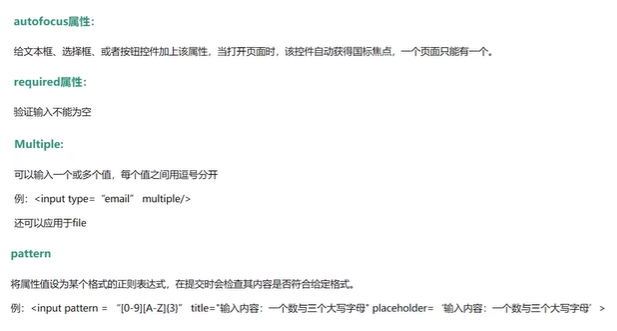 autofocus属性：
给文本框、选择框、或者按钮控件加上该属性，当打开页面时，该控件自动获得国标焦点，一个页面只能有一个。
required属性：
验证输入不能为空
Multiple:
可以输入一个或多个值，每个值之间用逗号分开
例：<input type=“email” multiple/>
还可以应用于file
pattern
将属性值设为某个格式的正则表达式，在提交时会检查其内容是否符合给定格式。
例：<input pattern = “[0-9][A-Z]{3}” title="输入内容：一个数与三个大写字母" placeholder=‘输入内容：一个数与三个大写字母’>